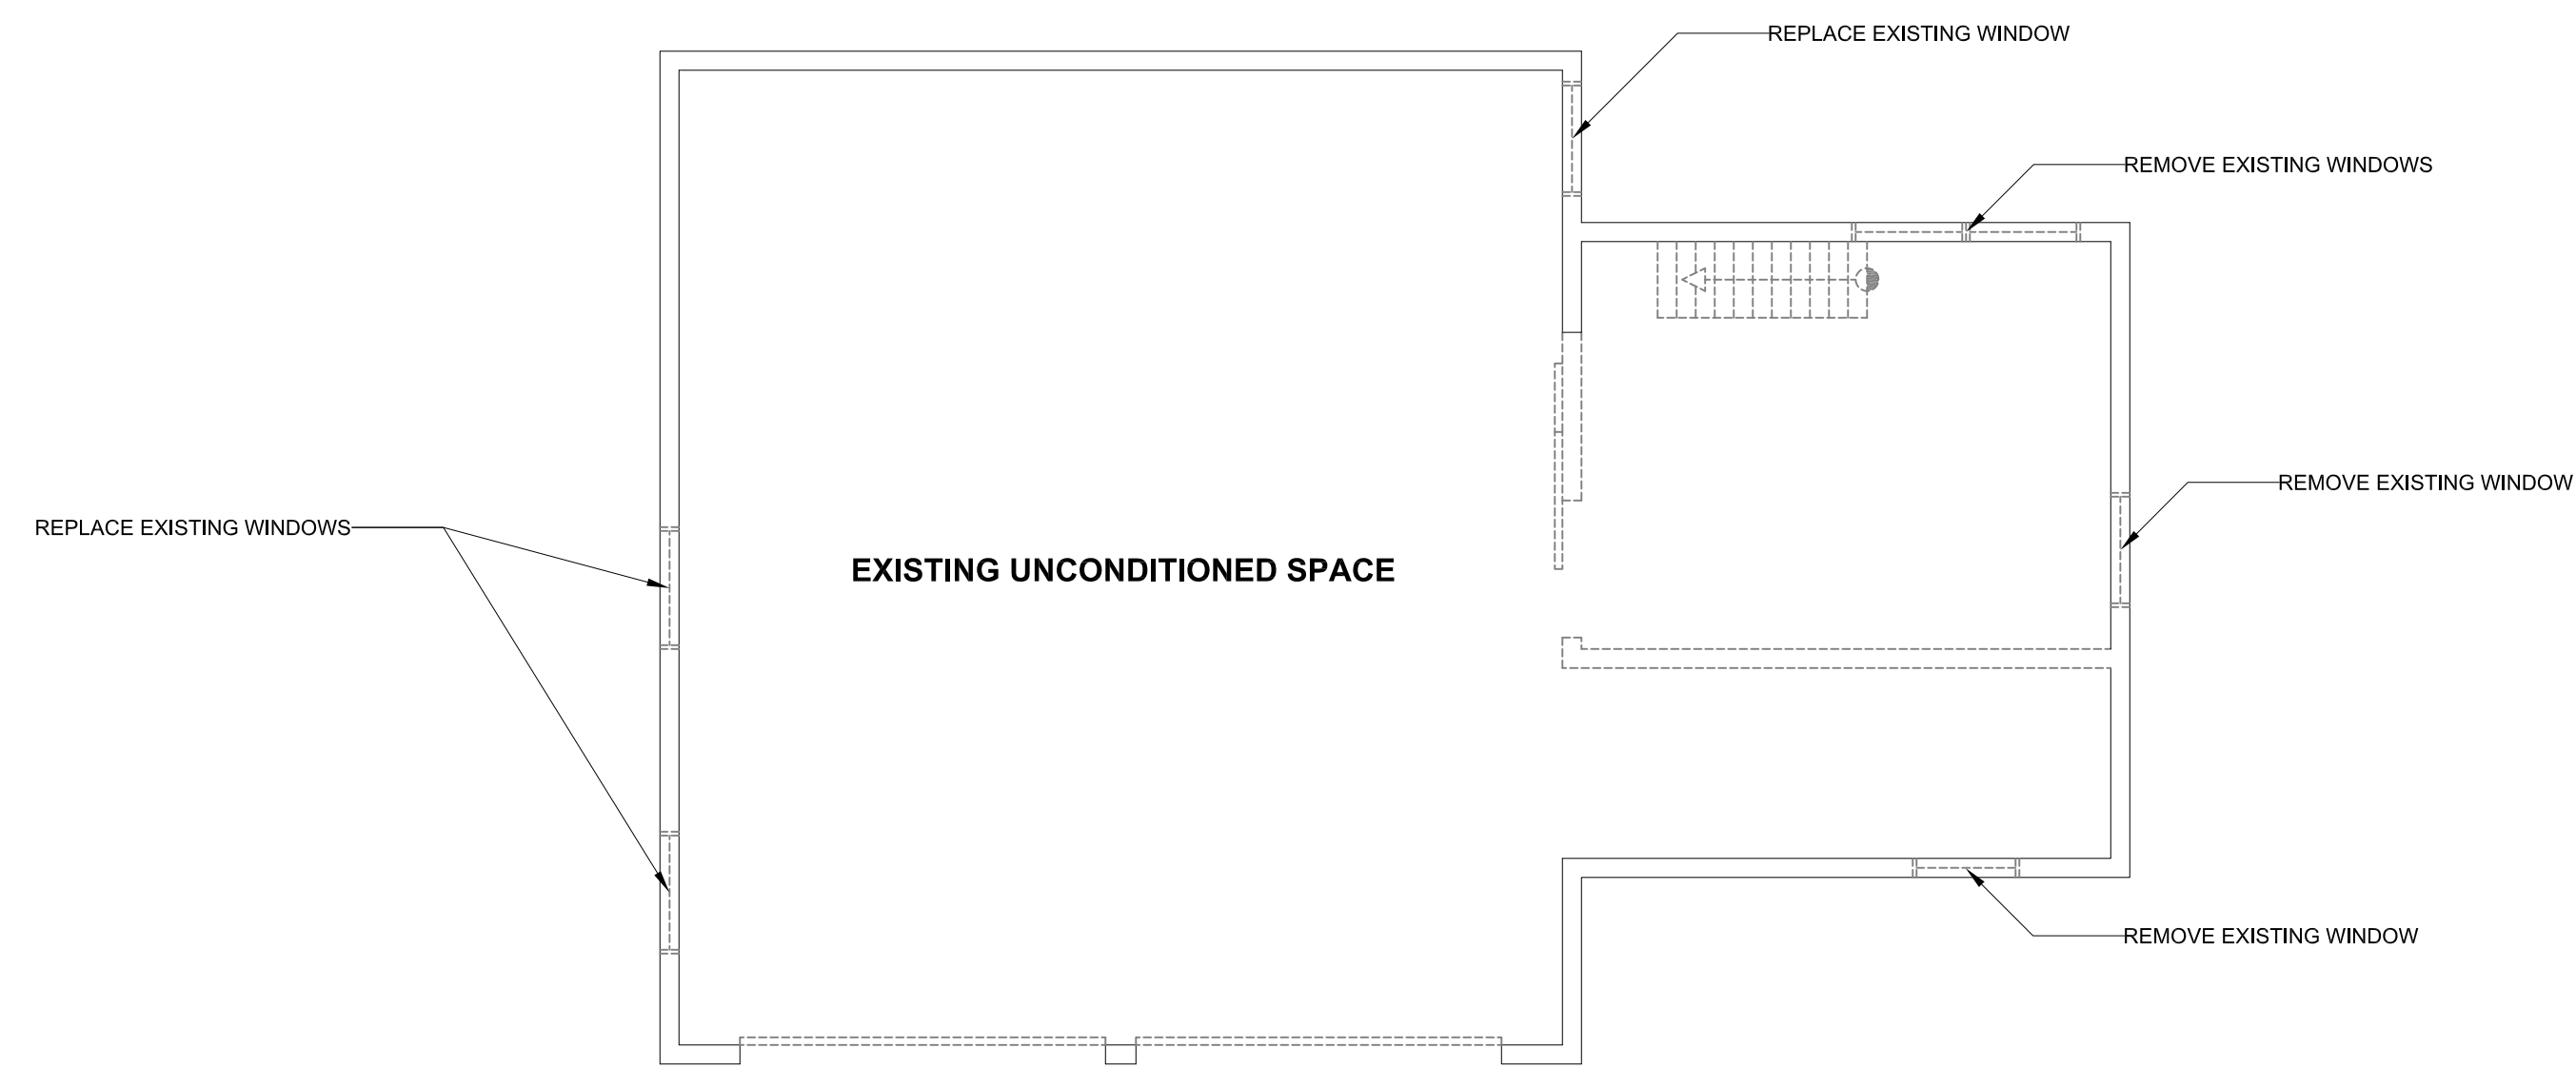 REPLACE EXISTING WINDOW
REMOVE EXISTING WINDOWS
REMOVE EXISTING WINDOW
REPLACE EXISTING WINDOWS
EXISTING UNCONDITIONED SPACE
REMOVE EXISTING WINDOW